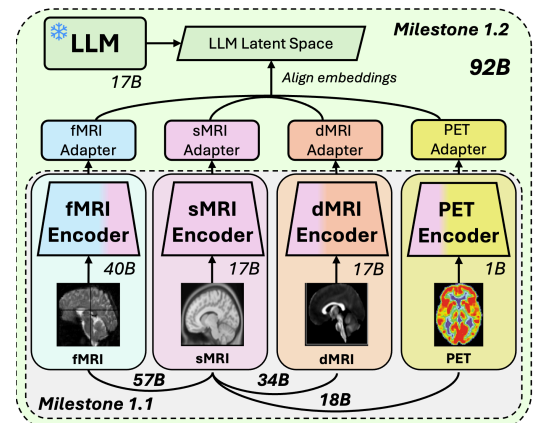 LLM
LLM Latent Space
Milestone 1.2
92B
17B
Align embeddings
fMRI
Adapter
sMRI
Adapter
dMRI
Adapter
PET
Adapter
fMRI
Encoder
sMRI
Encoder
dMRI
Encoder
PET
Encoder
40B
17B
17B
1B
fMRI
sMRI
dMRI
PET
57B
34B
18B
Milestone 1.1